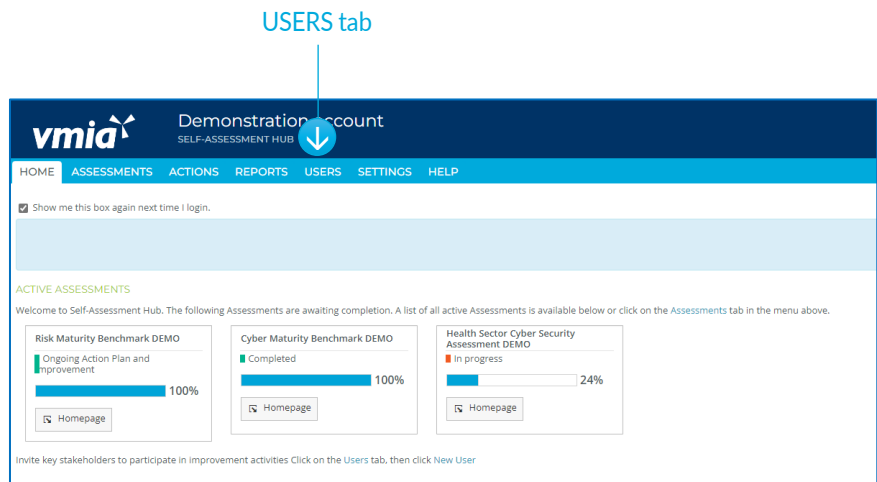 USERS tab
vmia
Demonstration account
SELF-ASSESSMENT HUB
HOME ASSESSMENTS ACTIONS REPORTS USERS SETTINGS HELP
Show me this box again next time I login.
ACTIVE ASSESSMENTS
Welcome to Self-Assessment Hub. The following Assessments are awaiting completion. A list of all active Assessments is available below or click on the Assessments tab in the menu above.
Risk Maturity Benchmark DEMO
Ongoing Action Plan and
mprovement
100%
Homepage
Cyber Maturity Benchmark DEMO
Completed
100%
Homepage
Health Sector Cyber Security
Assessment DEMO
In progress
24%
Homepage
Invite key stakeholders to participate in improvement activities Click on the Users tab, then click New User